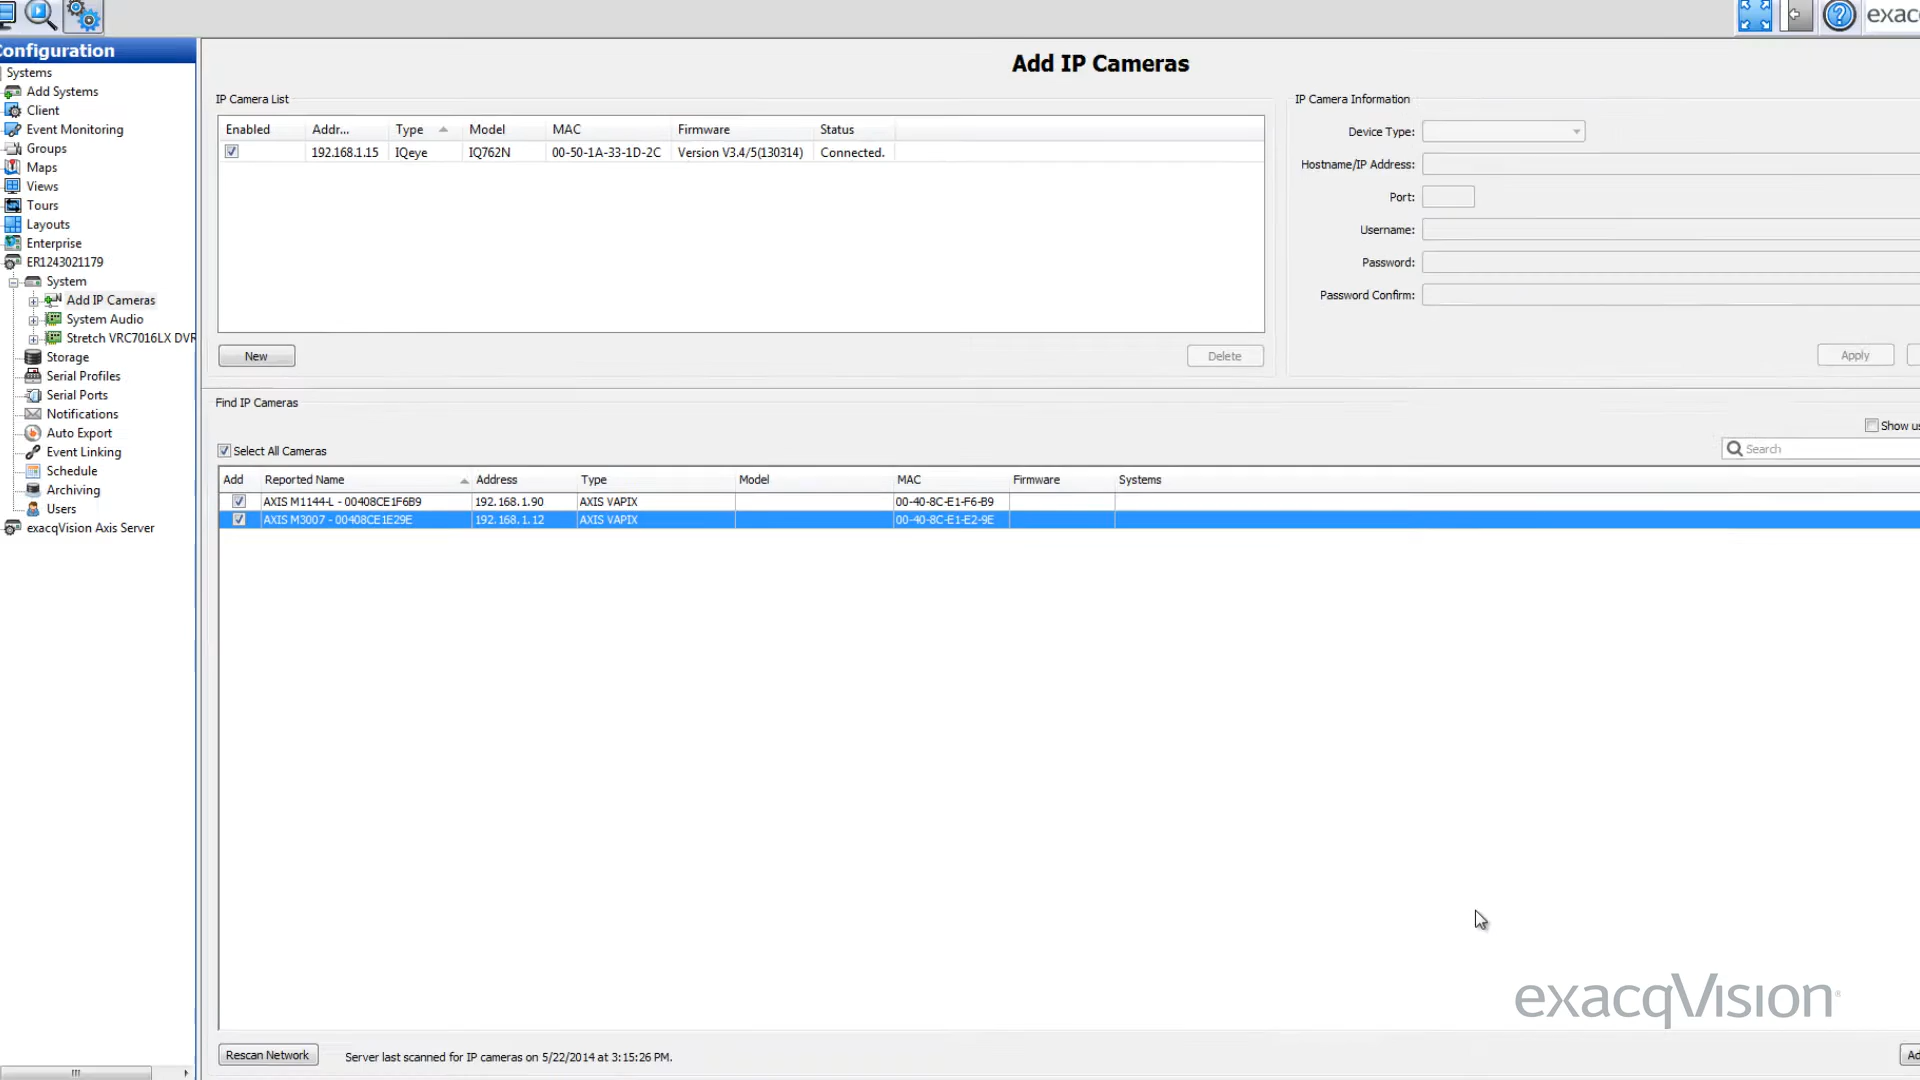 exacq
Configuration
Systems
Add Systems
Client
Event Monitoring
Groups
Maps
Views
Tours
Layouts
Enterprise
ER1243021179
System
Add IP Cameras
System Audio
Stretch VRC7016LX DVR
Storage
Serial Profiles
Serial Ports
Notifications
Auto Export
Event Linking
Schedule
Archiving
Users
exacqVision Axis Server
Add IP Cameras
IP Camera List
Enabled Addr... Type Model MAC Firmware Status
192.168.1.15 IQeye IQ762N 00-50-1A-33-1D-2C Version V3.4/5(130314) Connected.
New Delete
IP Camera Information
Device Type:
Hostname/IP Address:
Port:
Username:
Password:
Password Confirm:
Apply
Find IP Cameras
Show us
Select All Cameras
Search
Add Reported Name Address Type Model MAC Firmware Systems
AXIS M1144-L - 00408CE1F6B9 192.168.1.90 AXIS VAPIX 00-40-8C-E1-F6-B9
AXIS M3007 - 00408CE1E29E 192.168.1.12 AXIS VAPIX 00-40-8C-E1-E2-9E
exacqVision
Rescan Network Server last scanned for IP cameras on 5/22/2014 at 3:15:26 PM.
Ad